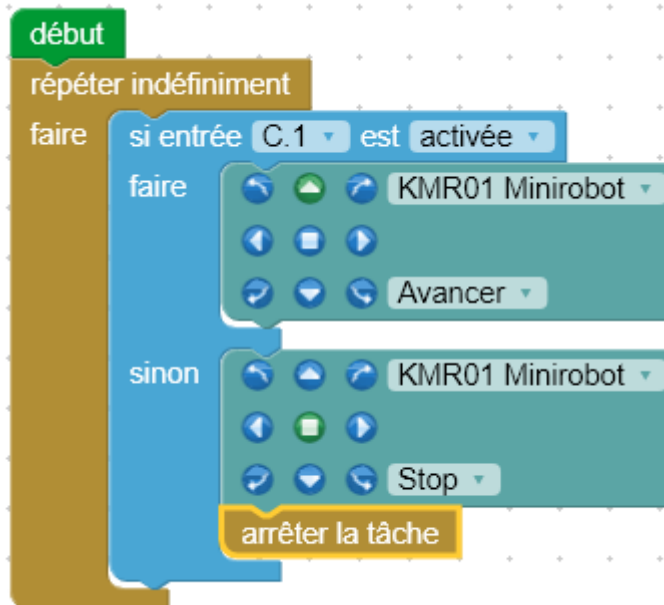 début
répéter indéfiniment
faire si entrée C.1 est activée
faire KMR01 Minirobot
Avancer
sinon KMR01 Minirobot
Stop
arrêter la tâche